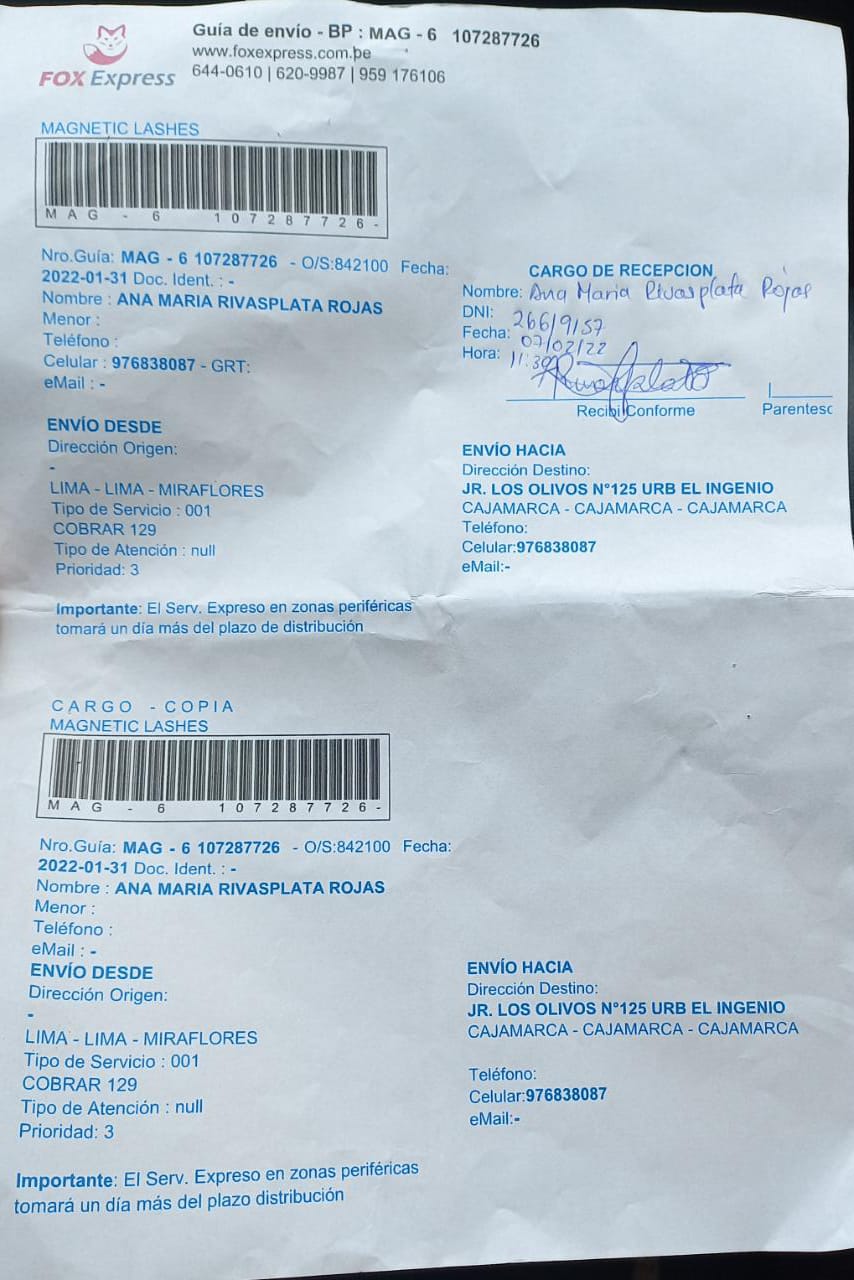 FOX Express
Guía de envío - BP : MAG - 6 107287726
www.foxexpress.com.pe
644-0610 | 620-9987 | 959 176106
MAGNETIC LASHES
MAG - 6 107287726-
Nro.Guía: MAG - 6 107287726 - O/S:842100 Fecha:
2022-01-31 Doc. Ident. : -
Nombre : ANA MARIA RIVASPLATA ROJAS
Menor :
Teléfono :
Celular : 976838087 - GRT:
eMail : -
CARGO DE RECEPCION
Nombre: Ana Maria Rivasplata Rojas
DNI: 26619157
Fecha: 07/02/22
Hora: 11:30
Recibi Conforme
Parentesc
ENVÍO DESDE
Dirección Origen:
-
LIMA - LIMA - MIRAFLORES
Tipo de Servicio : 001
COBRAR 129
Tipo de Atención : null
Prioridad: 3
ENVÍO HACIA
Dirección Destino:
JR. LOS OLIVOS N°125 URB EL INGENIO
CAJAMARCA - CAJAMARCA - CAJAMARCA
Teléfono:
Celular:976838087
eMail:-
Importante: El Serv. Expreso en zonas periféricas
tomará un día más del plazo de distribución
CARGO - COPIA
MAGNETIC LASHES
MAG - 6 107287726-
Nro.Guía: MAG - 6 107287726 - O/S:842100 Fecha:
2022-01-31 Doc. Ident. : -
Nombre : ANA MARIA RIVASPLATA ROJAS
Menor :
Teléfono :
eMail : -
ENVÍO DESDE
Dirección Origen:
-
LIMA - LIMA - MIRAFLORES
Tipo de Servicio : 001
COBRAR 129
Tipo de Atención : null
Prioridad: 3
ENVÍO HACIA
Dirección Destino:
JR. LOS OLIVOS N°125 URB EL INGENIO
CAJAMARCA - CAJAMARCA - CAJAMARCA
Teléfono:
Celular:976838087
eMail:-
Importante: El Serv. Expreso en zonas periféricas
tomará un día más del plazo distribución